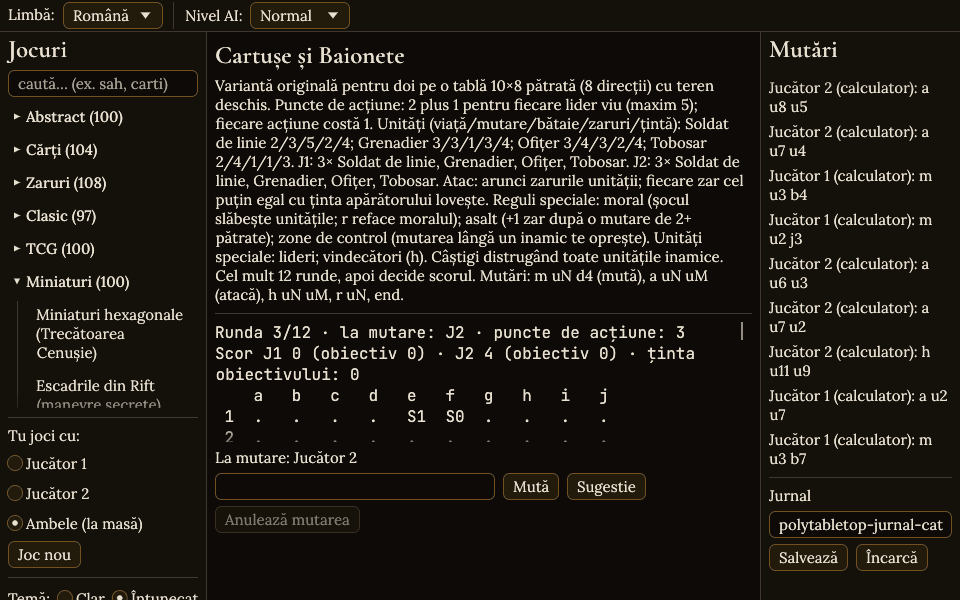 Limbă: Română ▼ Nivel AI: Normal ▼
Jocuri
caută... (ex. sah, carti)
▸ Abstract (100)
▸ Cărți (104)
▸ Zaruri (108)
▸ Clasic (97)
▸ TCG (100)
▾ Miniaturi (100)
Miniaturi hexagonale
(Trecătoarea
Cenușie)
Escadrile din Rift
(manevre secrete)
Tu joci cu:
Jucător 1
Jucător 2
Ambele (la masă)
Joc nou
Temă: Clar Întunecat
Cartușe și Baionete
Variantă originală pentru doi pe o tablă 10×8 pătrată (8 direcții) cu teren
deschis. Puncte de acțiune: 2 plus 1 pentru fiecare lider viu (maxim 5);
fiecare acțiune costă 1. Unități (viață/mutare/bătaie/zaruri/țintă): Soldat
de linie 2/3/5/2/4; Grenadier 3/3/1/3/4; Ofițer 3/4/3/2/4; Tobosar
2/4/1/1/3. J1: 3× Soldat de linie, Grenadier, Ofițer, Tobosar. J2: 3× Soldat de
linie, Grenadier, Ofițer, Tobosar. Atac: arunci zarurile unității; fiecare zar cel
puțin egal cu ținta apărătorului lovește. Reguli speciale: moral (șocul
slăbește unitățile; r reface moralul); asalt (+1 zar după o mutare de 2+
pătrate); zone de control (mutarea lângă un inamic te oprește). Unități
speciale: lideri; vindecători (h). Câștigi distrugând toate unitățile inamice.
Cel mult 12 runde, apoi decide scorul. Mutări: m uN d4 (mută), a uN uM
(atacă), h uN uM, r uN, end.
Runda 3/12 · la mutare: J2 · puncte de acțiune: 3
Scor J1 0 (obiectiv 0) · J2 4 (obiectiv 0) · ținta
obiectivului: 0
a b c d e f g h i j
1 . . . . S1 S0 . . . .
2 . . . . . . . . . .
La mutare: Jucător 2
Mută Sugestie
Anulează mutarea
Mutări
Jucător 2 (calculator): a
u8 u5
Jucător 2 (calculator): a
u7 u4
Jucător 1 (calculator): m
u3 b4
Jucător 1 (calculator): m
u2 j3
Jucător 2 (calculator): a
u6 u3
Jucător 2 (calculator): a
u7 u2
Jucător 2 (calculator): h
u11 u9
Jucător 1 (calculator): a u2
u7
Jucător 1 (calculator): m
u3 b7
Jurnal
polytabletop-jurnal-cat
Salvează Încarcă